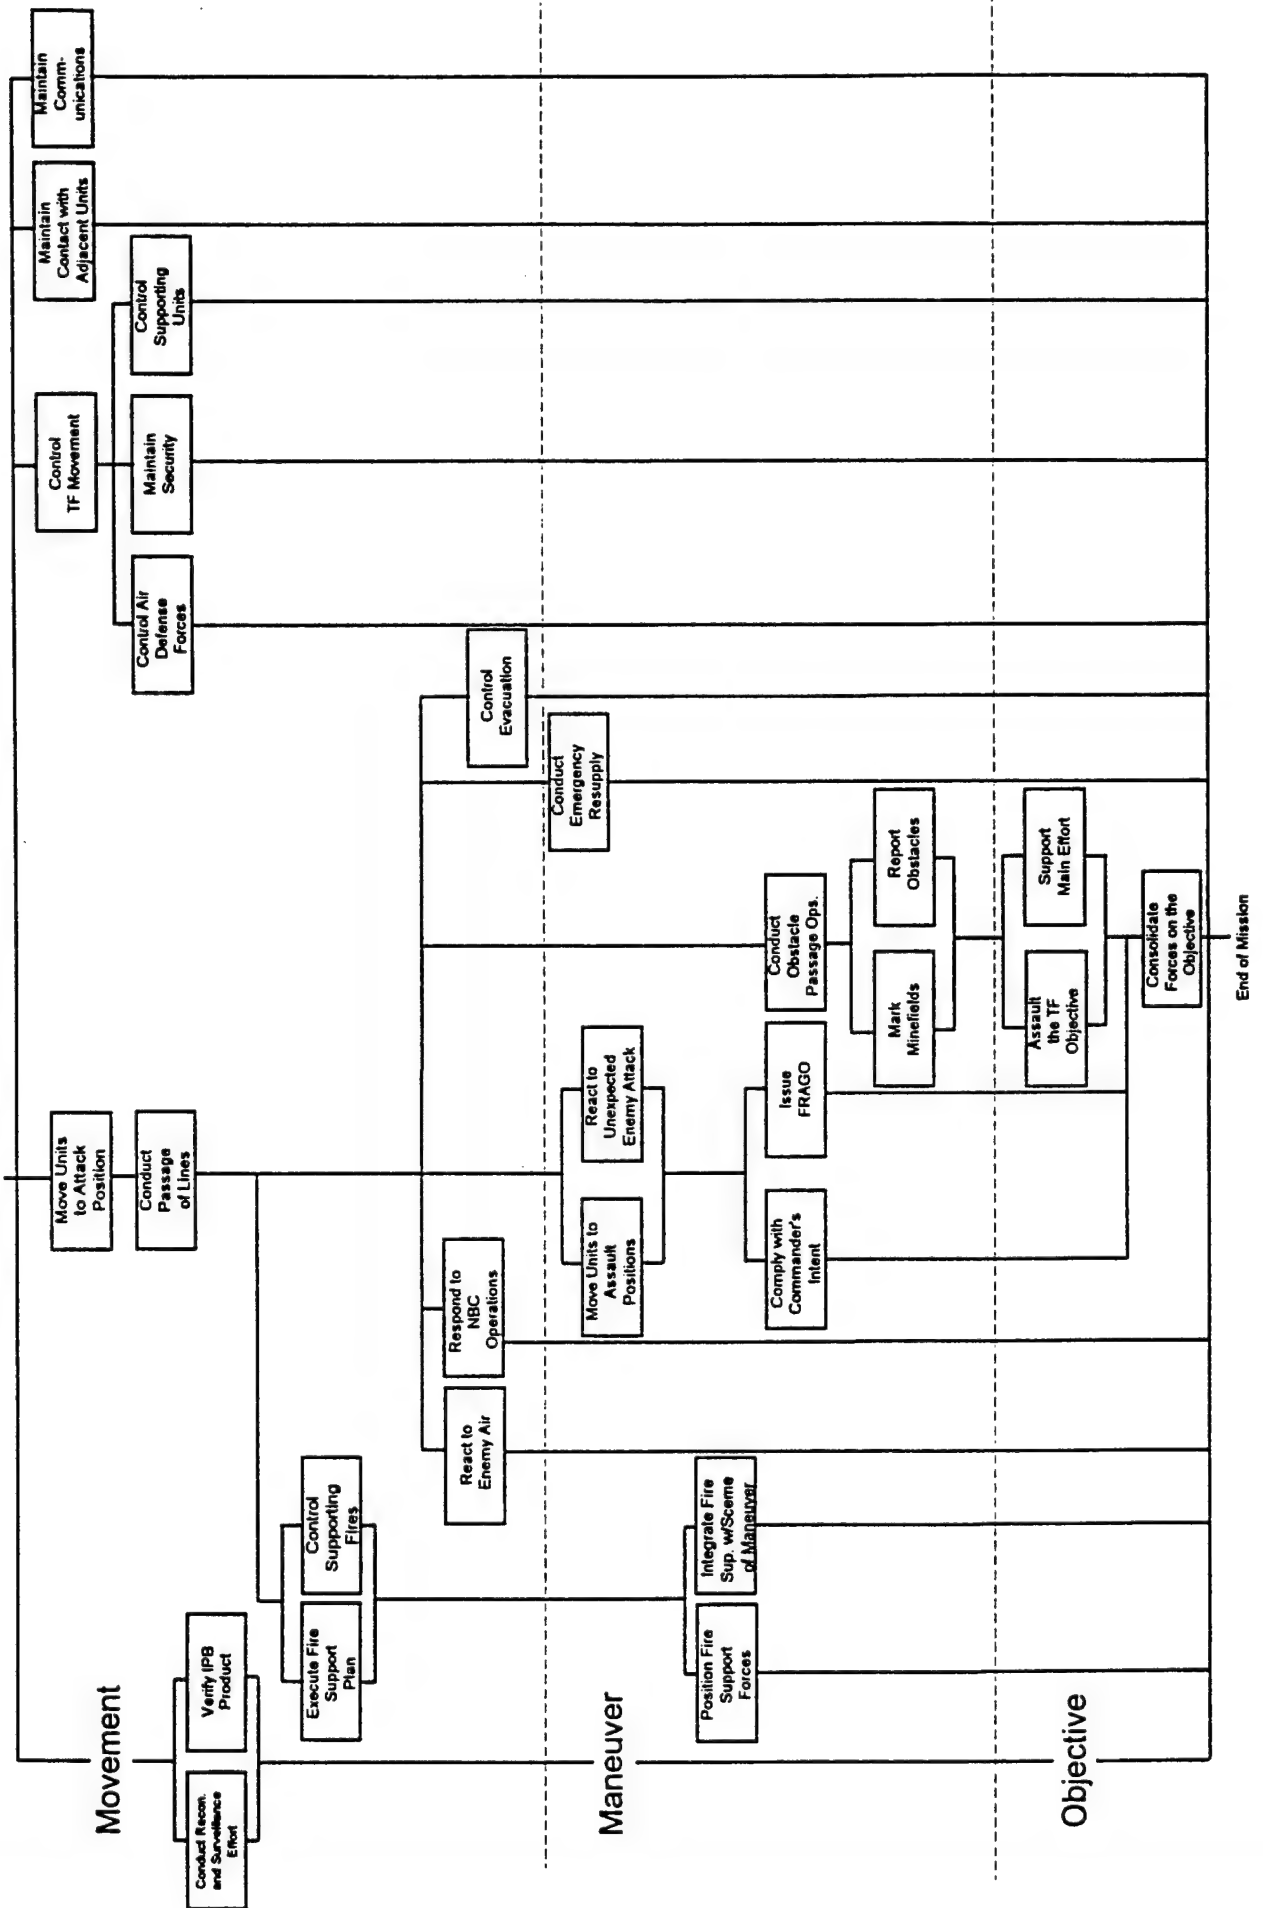 Maintain
Comm-
unications
Maintain
Contact with
Adjacent Units
Control
TF Movement
Move Units
to Attack
Position
Movement
Control
Supporting
Units
Maintain
Security
Control Air
Defense
Forces
Conduct
Passage
of Lines
Verify IPB
Product
Conduct Recon.
and Surveillance
Effort
Control
Supporting
Fires
Execute Fire
Support
Plan
Control
Evacuation
Respond to
NBC
Operations
React to
Enemy Air
Maneuver
Conduct
Emergency
Resupply
React to
Unexpected
Enemy Attack
Move Units to
Assault
Positions
Integrate Fire
Sup. w/Sceme
of Maneuver
Position Fire
Support
Forces
Conduct
Obstacle
Passage Ops.
Issue
FRAGO
Comply with
Commander's
Intent
Report
Obstacles
Mark
Minefields
Objective
Support
Main Effort
Assault
the TF
Objective
Consolidate
Forces on the
Objective
End of Mission